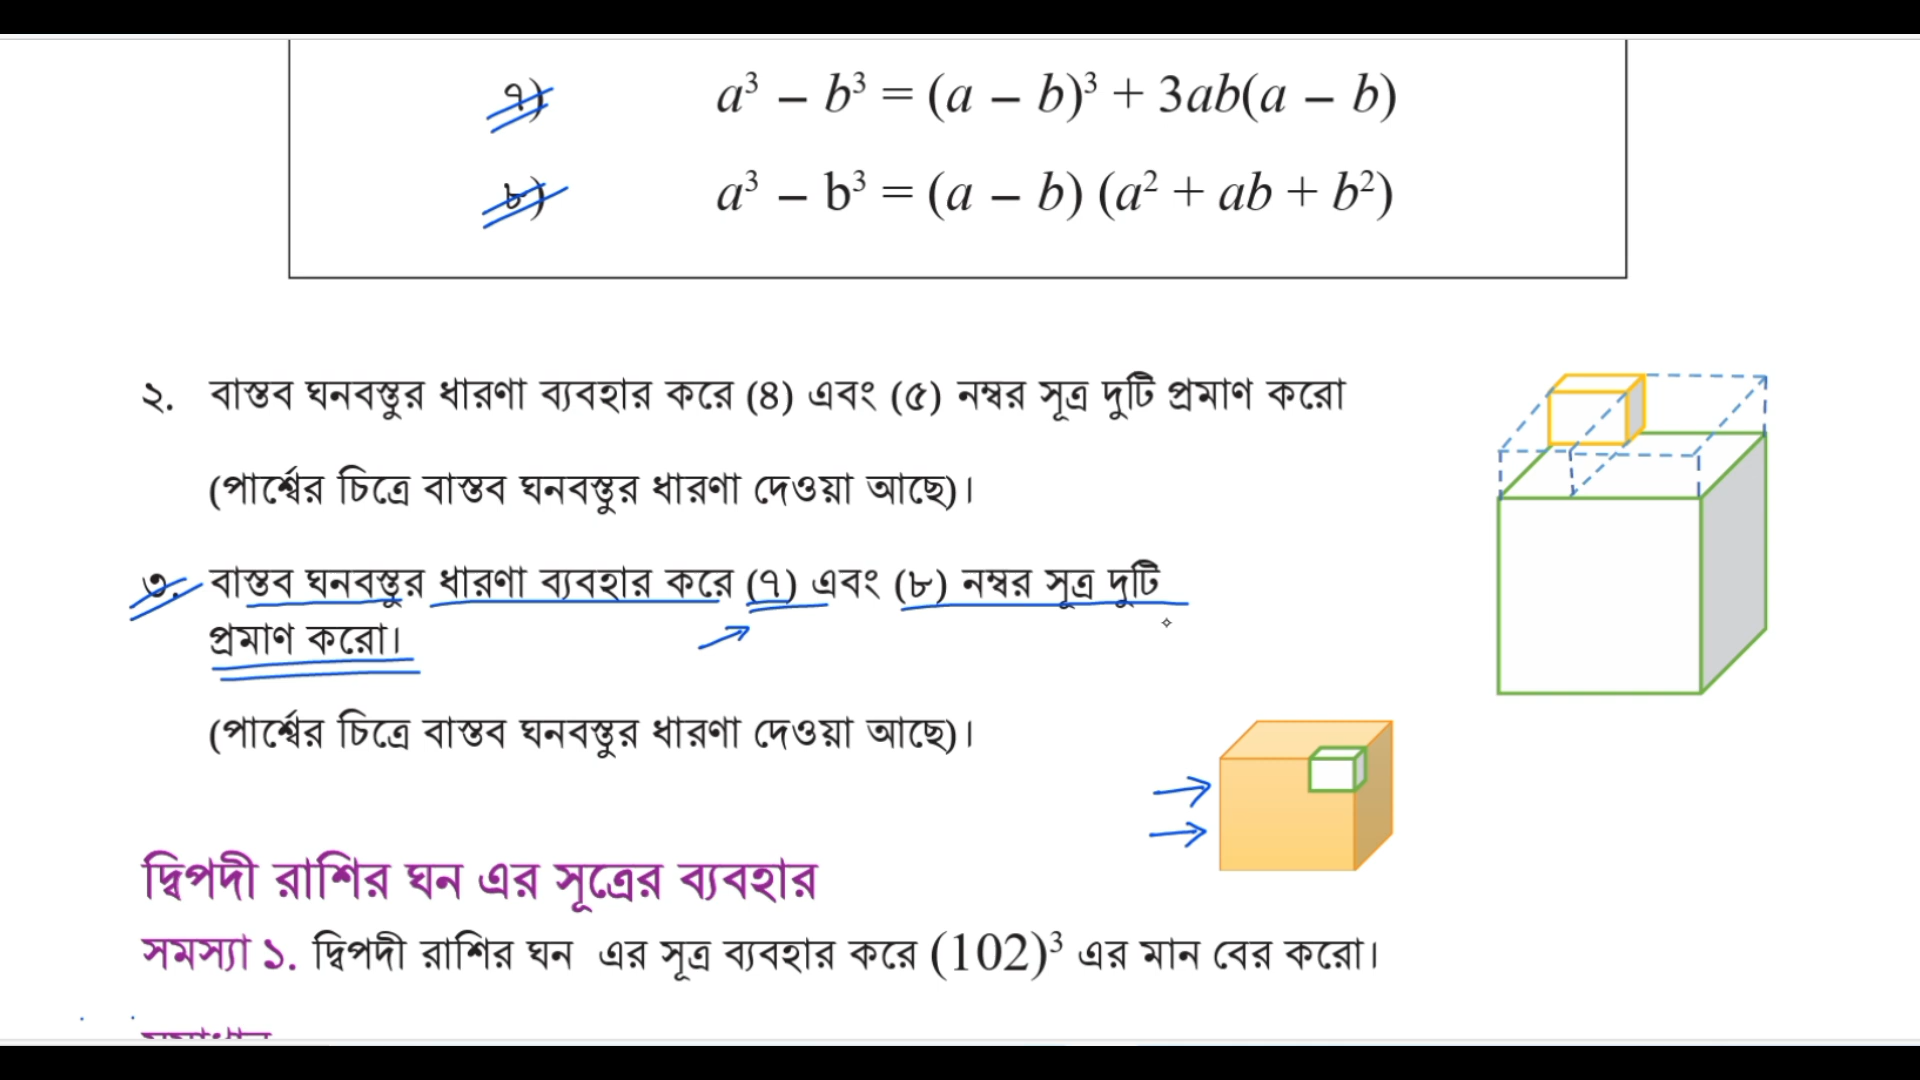 ৭) a³ – b³ = (a – b)³ + 3ab(a – b)
৮) a³ – b³ = (a – b) (a² + ab + b²)
২. বাস্তব ঘনবস্তুর ধারণা ব্যবহার করে (৪) এবং (৫) নম্বর সূত্র দুটি প্রমাণ করো
(পার্শ্বের চিত্রে বাস্তব ঘনবস্তুর ধারণা দেওয়া আছে)।
৩. বাস্তব ঘনবস্তুর ধারণা ব্যবহার করে (৭) এবং (৮) নম্বর সূত্র দুটি
প্রমাণ করো।
(পার্শ্বের চিত্রে বাস্তব ঘনবস্তুর ধারণা দেওয়া আছে)।
দ্বিপদী রাশির ঘন এর সূত্রের ব্যবহার
সমস্যা ১. দ্বিপদী রাশির ঘন এর সূত্র ব্যবহার করে (102)³ এর মান বের করো।